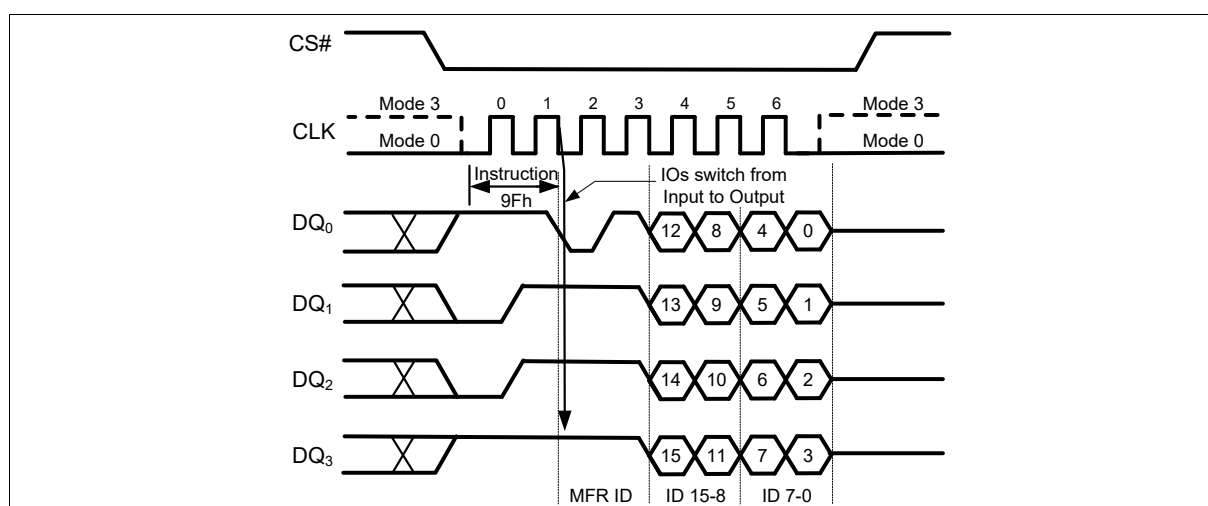 CS#
Mode 3 0 1 2 3 4 5 6 Mode 3
CLK
Mode 0 Mode 0
Instruction IOs switch from
9Fh Input to Output
DQ0 12 8 4 0
DQ1 13 9 5 1
DQ2 14 10 6 2
DQ3 15 11 7 3
MFR ID ID 15-8 ID 7-0